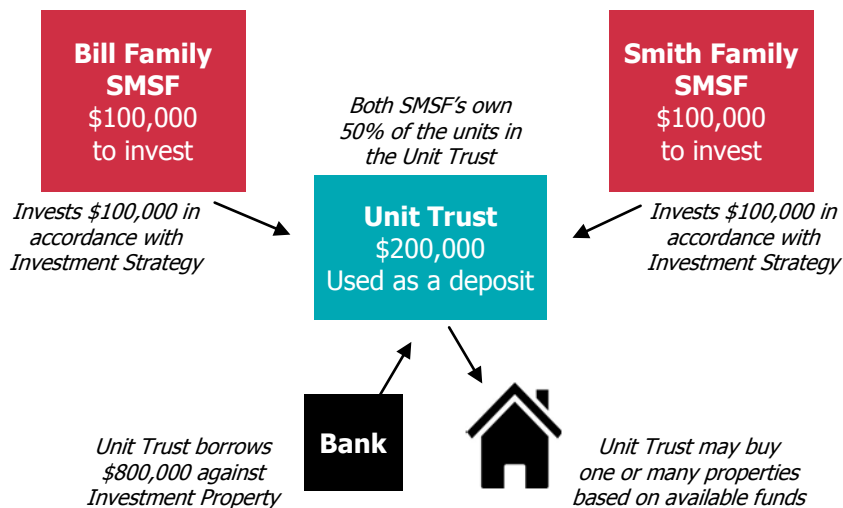 Bill Family
SMSF
$100,000
to invest
Smith Family
SMSF
$100,000
to invest
Both SMSF's own
50% of the units in
the Unit Trust
Invests $100,000 in
accordance with
Investment Strategy
Unit Trust
$200,000
Used as a deposit
Invests $100,000 in
accordance with
Investment Strategy
Unit Trust borrows
$800,000 against
Investment Property
Bank
Unit Trust may buy
one or many properties
based on available funds